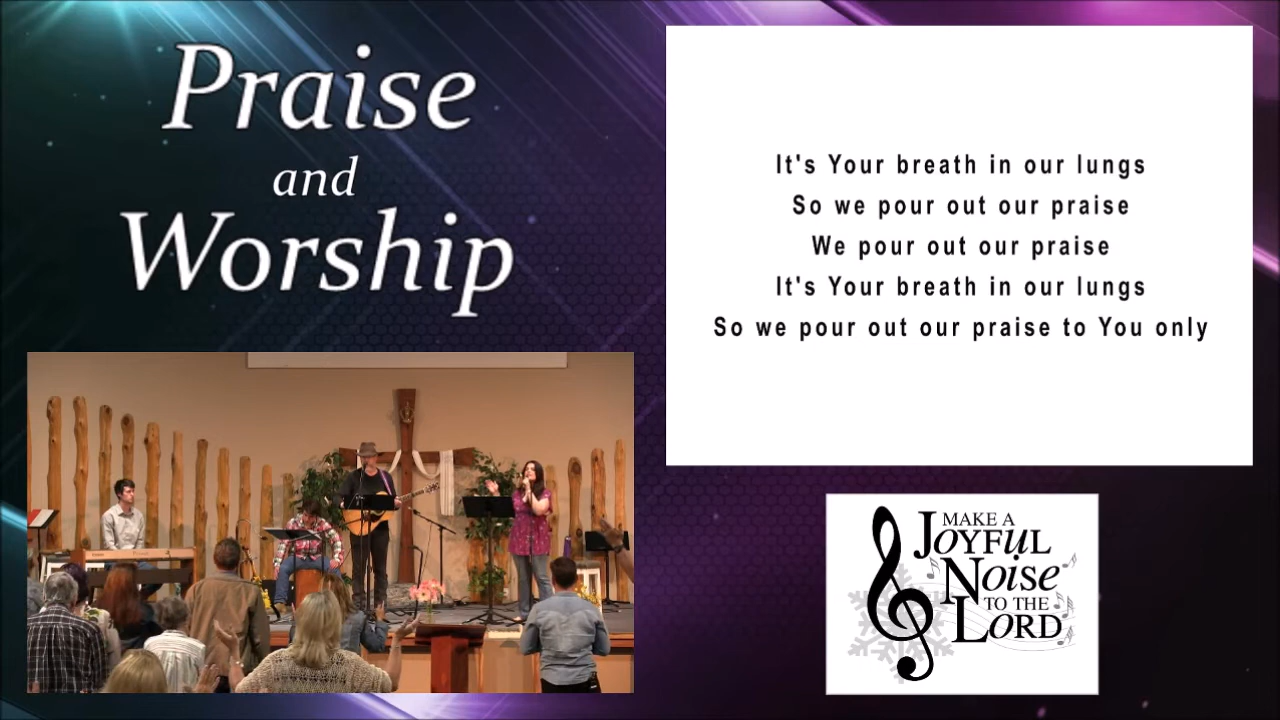 Praise
and
Worship
It's Your breath in our lungs
So we pour out our praise
We pour out our praise
It's Your breath in our lungs
So we pour out our praise to You only
MAKE A
JOYFUL
NOISE
TO THE
LORD